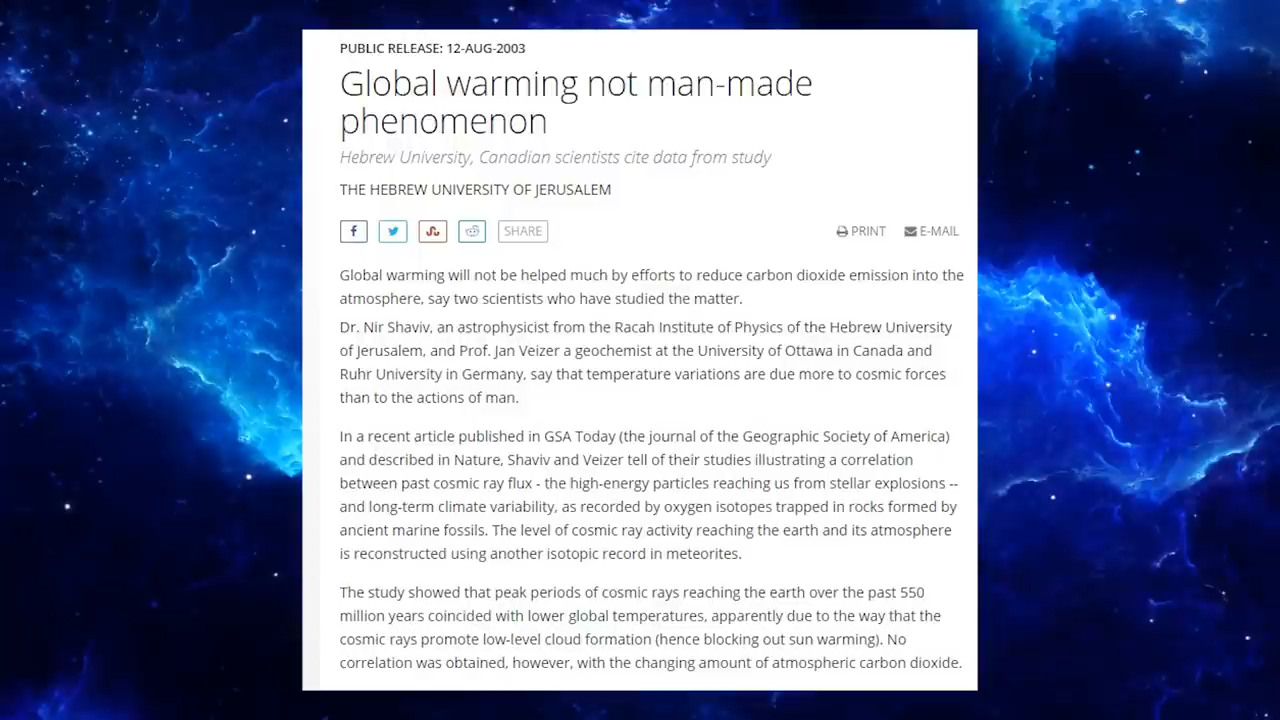 PUBLIC RELEASE: 12-AUG-2003
Global warming not man-made
phenomenon
Hebrew University, Canadian scientists cite data from study
THE HEBREW UNIVERSITY OF JERUSALEM
SHARE PRINT E-MAIL
Global warming will not be helped much by efforts to reduce carbon dioxide emission into the
atmosphere, say two scientists who have studied the matter.
Dr. Nir Shaviv, an astrophysicist from the Racah Institute of Physics of the Hebrew University
of Jerusalem, and Prof. Jan Veizer a geochemist at the University of Ottawa in Canada and
Ruhr University in Germany, say that temperature variations are due more to cosmic forces
than to the actions of man.
In a recent article published in GSA Today (the journal of the Geographic Society of America)
and described in Nature, Shaviv and Veizer tell of their studies illustrating a correlation
between past cosmic ray flux - the high-energy particles reaching us from stellar explosions --
and long-term climate variability, as recorded by oxygen isotopes trapped in rocks formed by
ancient marine fossils. The level of cosmic ray activity reaching the earth and its atmosphere
is reconstructed using another isotopic record in meteorites.
The study showed that peak periods of cosmic rays reaching the earth over the past 550
million years coincided with lower global temperatures, apparently due to the way that the
cosmic rays promote low-level cloud formation (hence blocking out sun warming). No
correlation was obtained, however, with the changing amount of atmospheric carbon dioxide.